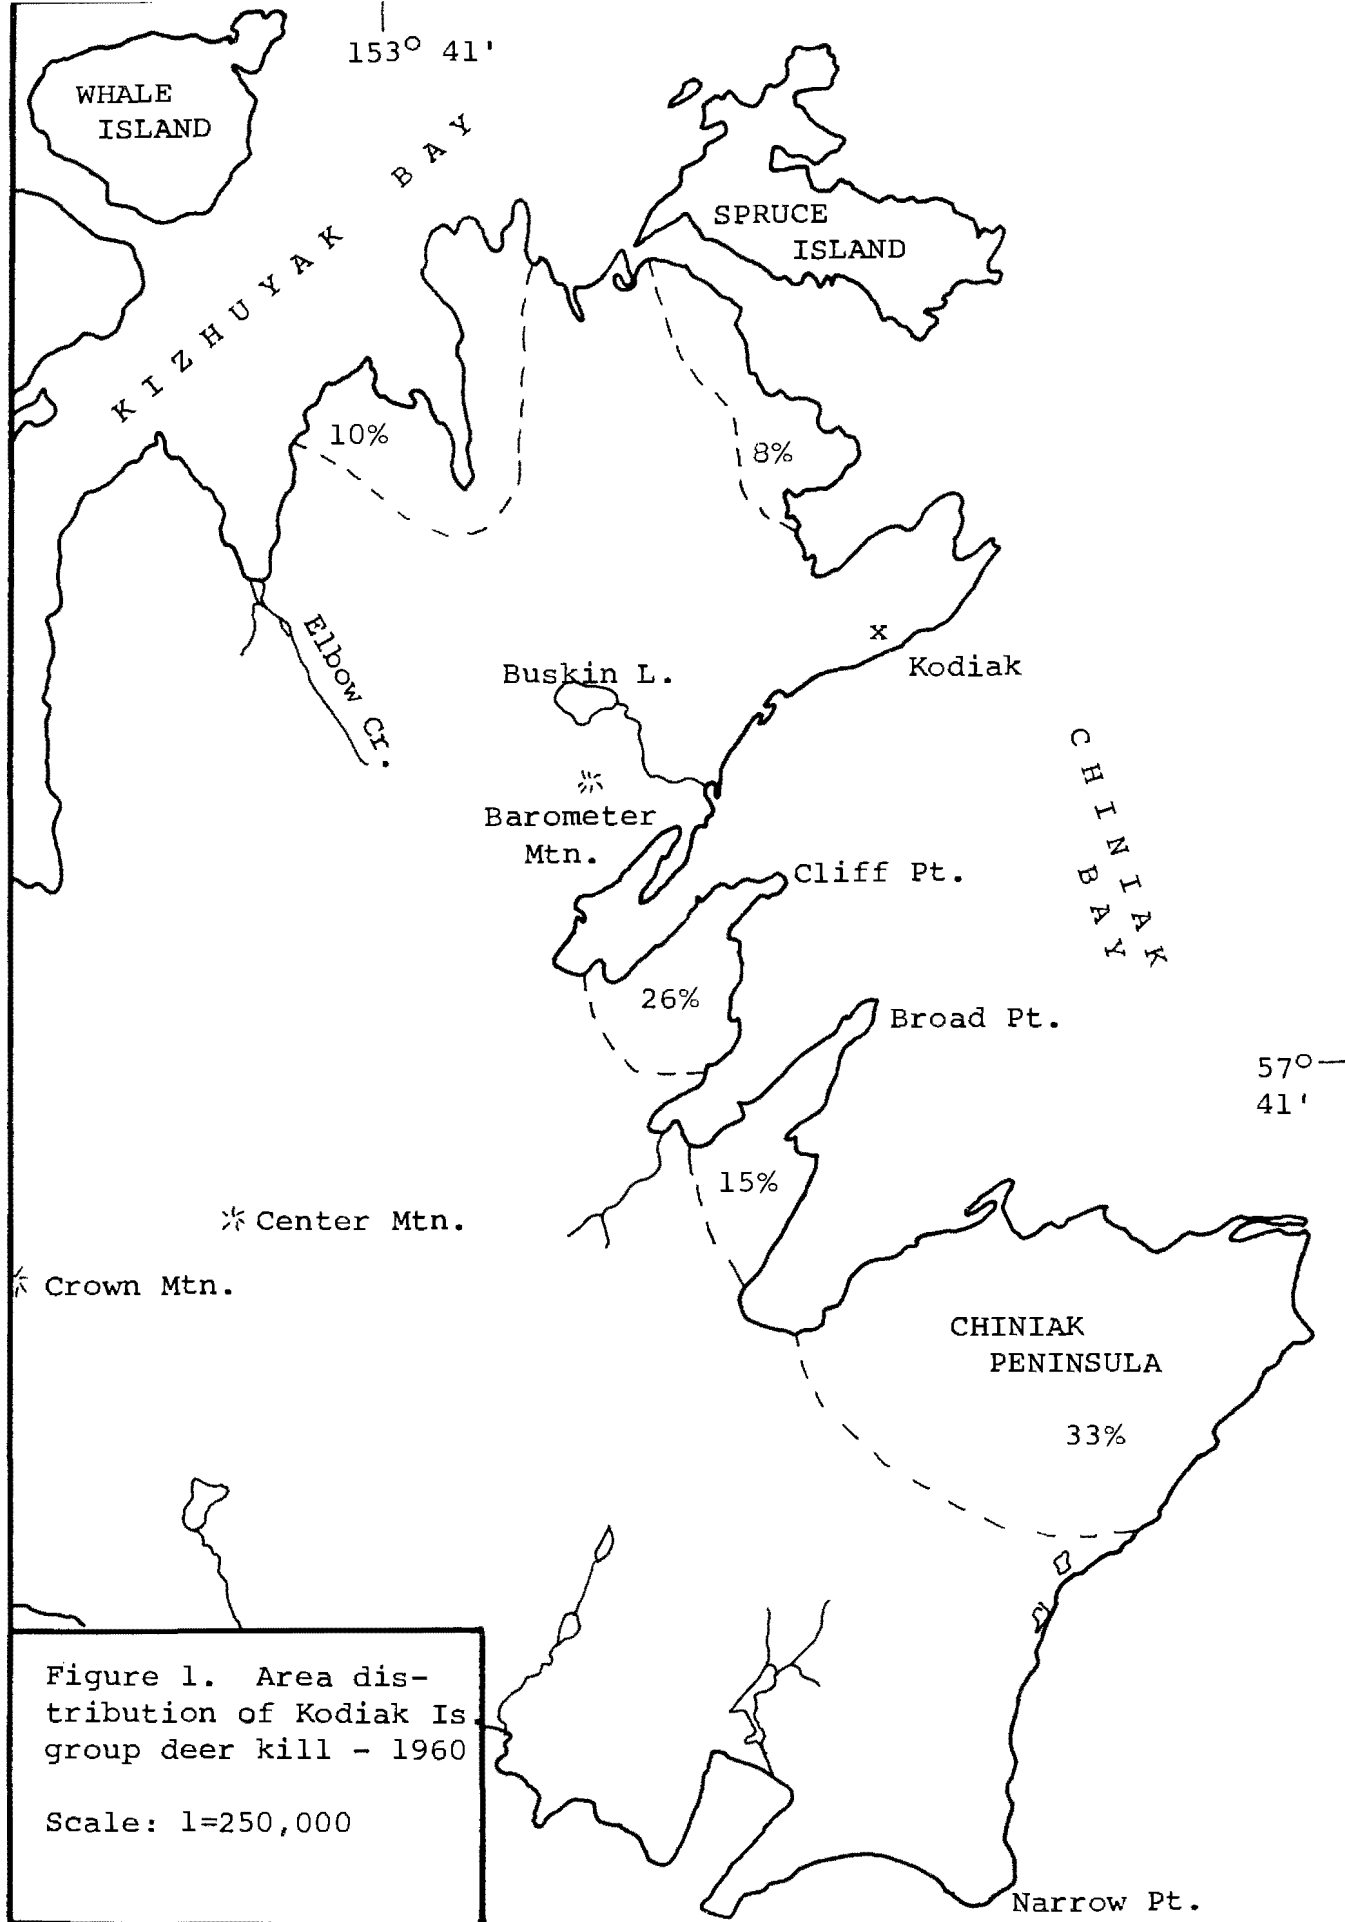 153° 41'
WHALE
ISLAND
KIZHUYAK BAY
SPRUCE
ISLAND
10%
8%
Elbow Cr.
x
Kodiak
Buskin L.
Barometer
Mtn.
CHINIAK
BAY
Cliff Pt.
26%
Broad Pt.
57°
41'
15%
Center Mtn.
Crown Mtn.
CHINIAK
PENINSULA
33%
Figure 1. Area dis-
tribution of Kodiak Is.
group deer kill - 1960
Scale: 1=250,000
Narrow Pt.